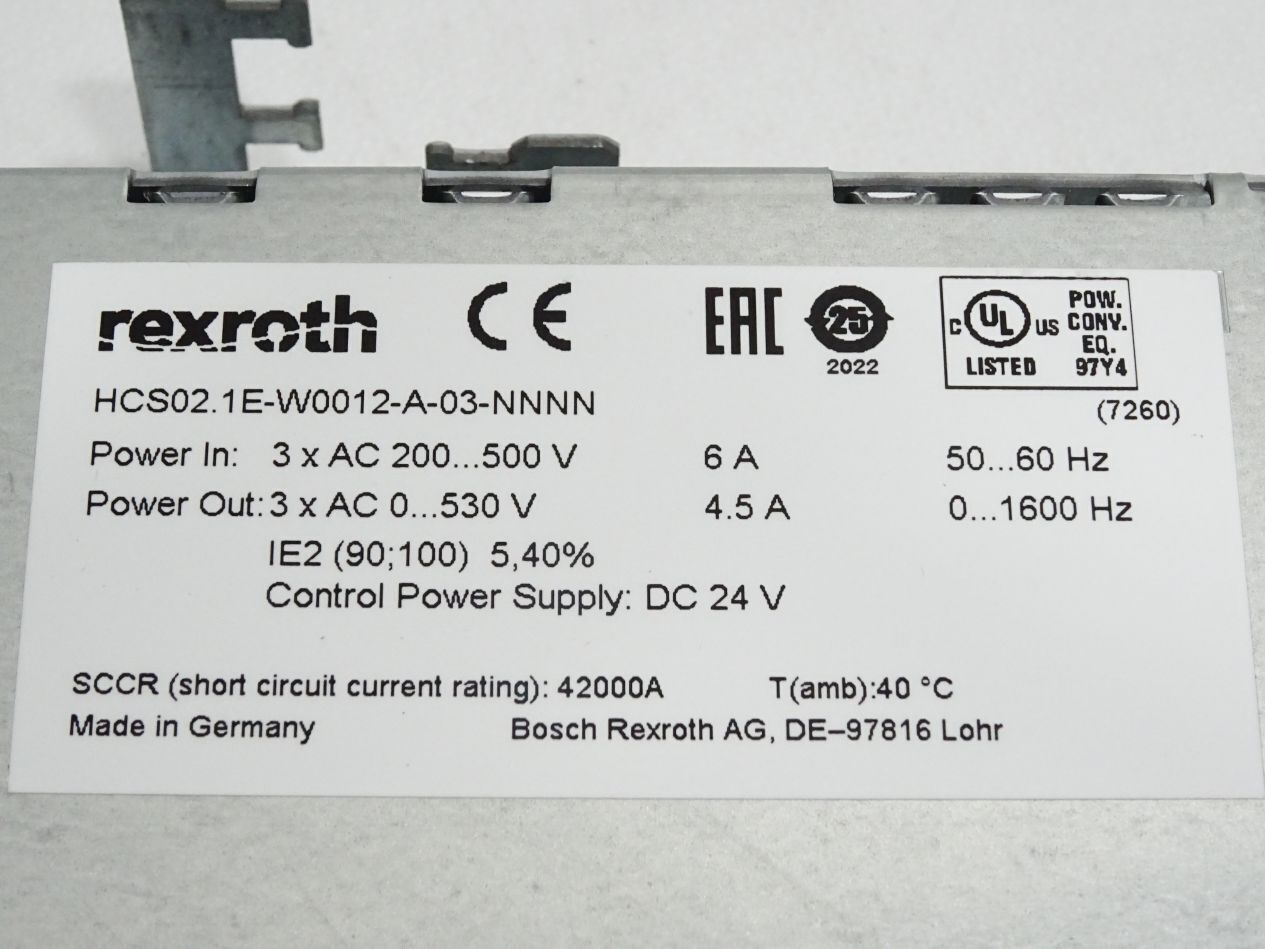 rexroth CE EAC 25 2022
C UL US LISTED POW. CONV. EQ. 97Y4
HCS02.1E-W0012-A-03-NNNN
(7260)
Power In: 3 x AC 200...500 V 6 A 50...60 Hz
Power Out: 3 x AC 0...530 V 4.5 A 0...1600 Hz
IE2 (90;100) 5,40%
Control Power Supply: DC 24 V
SCCR (short circuit current rating): 42000A T(amb):40 °C
Made in Germany Bosch Rexroth AG, DE–97816 Lohr